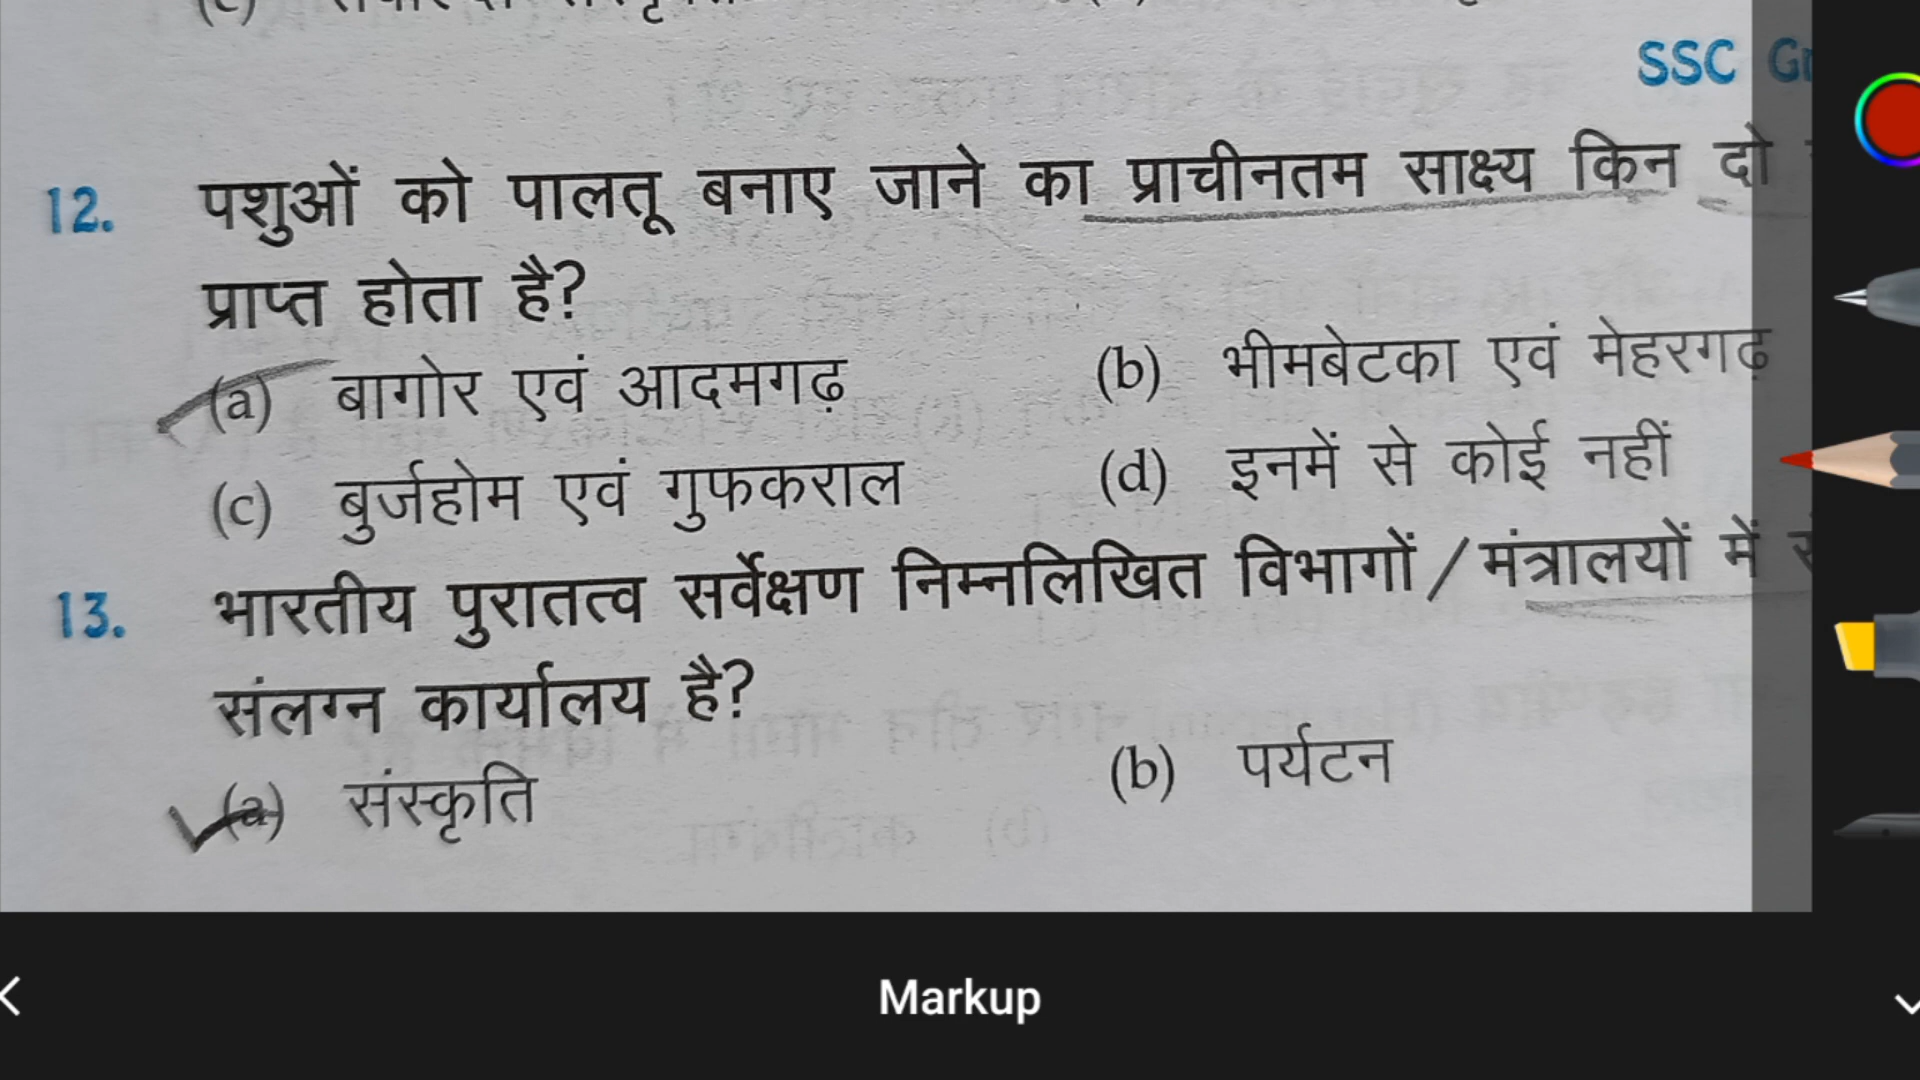 SSC
12. पशुओं को पालतू बनाए जाने का प्राचीनतम साक्ष्य किन दो
प्राप्त होता है?
(a) बागोर एवं आदमगढ़ (b) भीमबेटका एवं मेहरगढ़
(c) बुर्जहोम एवं गुफकराल (d) इनमें से कोई नहीं
13. भारतीय पुरातत्व सर्वेक्षण निम्नलिखित विभागों/मंत्रालयों में
संलग्न कार्यालय है?
(a) संस्कृति (b) पर्यटन
Markup